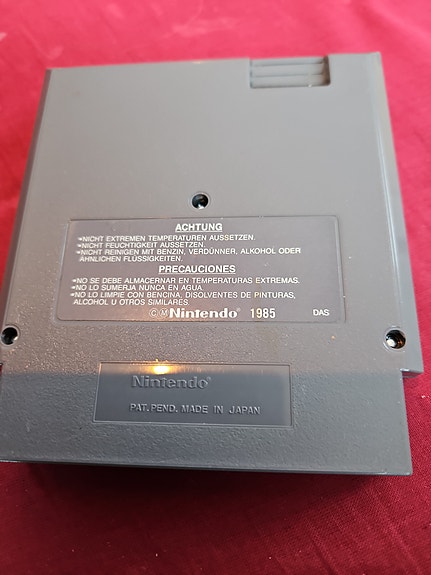 ACHTUNG
•NICHT EXTREMEN TEMPERATUREN AUSSETZEN.
•NICHT FEUCHTIGKEIT AUSSETZEN.
•NICHT REINIGEN MIT BENZIN, VERDÜNNER, ALKOHOL ODER
ÄHNLICHEN FLÜSSIGKEITEN.
PRECAUCIONES
•NO SE DEBE ALMACERNAR EN TEMPERATURAS EXTREMAS.
•NO LO SUMERJA NUNCA EN AGUA.
•NO LO LIMPIE CON BENCINA, DISOLVENTES DE PINTURAS,
ALCOHOL U OTROS SIMILARES.
©Ⓜ Nintendo® 1985 DAS
Nintendo®
PAT. PEND. MADE IN JAPAN